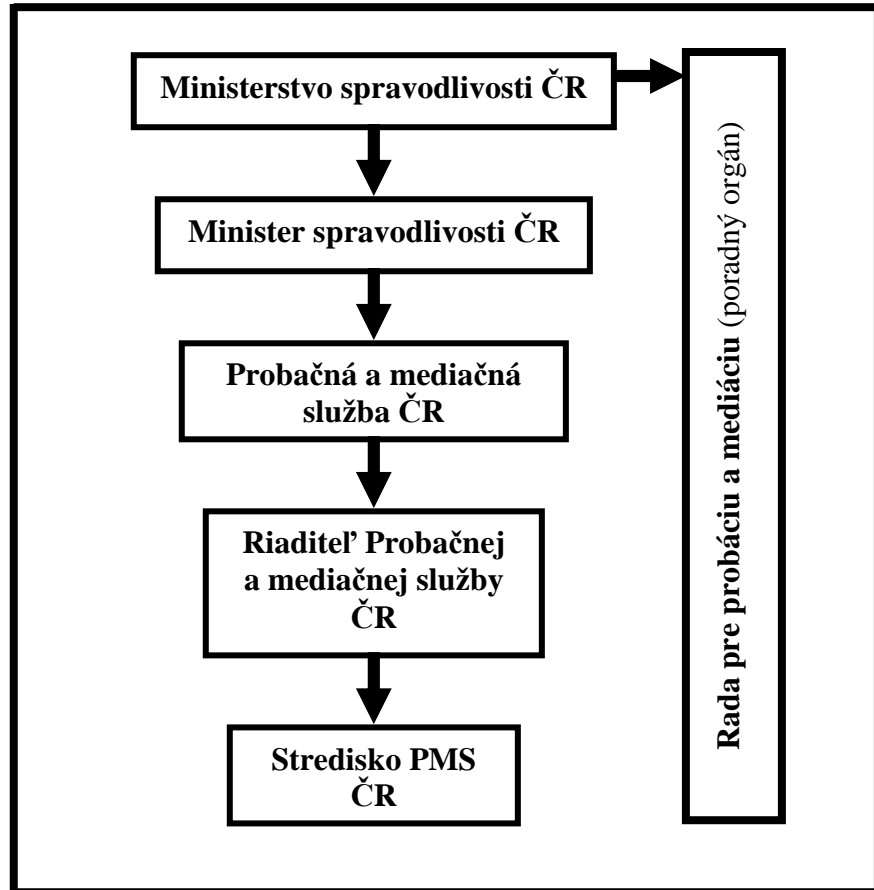 Ministerstvo spravodlivosti ČR
Minister spravodlivosti ČR
Probačná a mediačná
služba ČR
Riaditeľ Probačnej
a mediačnej služby
ČR
Stredisko PMS
ČR
Rada pre probáciu a mediáciu (poradný orgán)